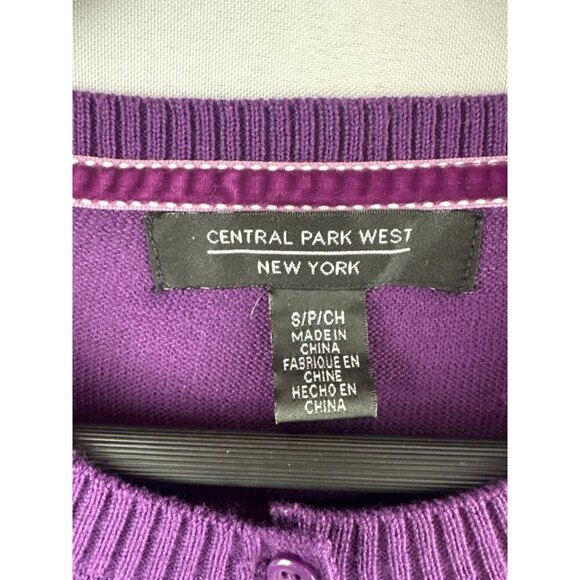 CENTRAL PARK WEST
NEW YORK
S/P/CH
MADE IN
CHINA
FABRIQUE EN
CHINE
HECHO EN
CHINA